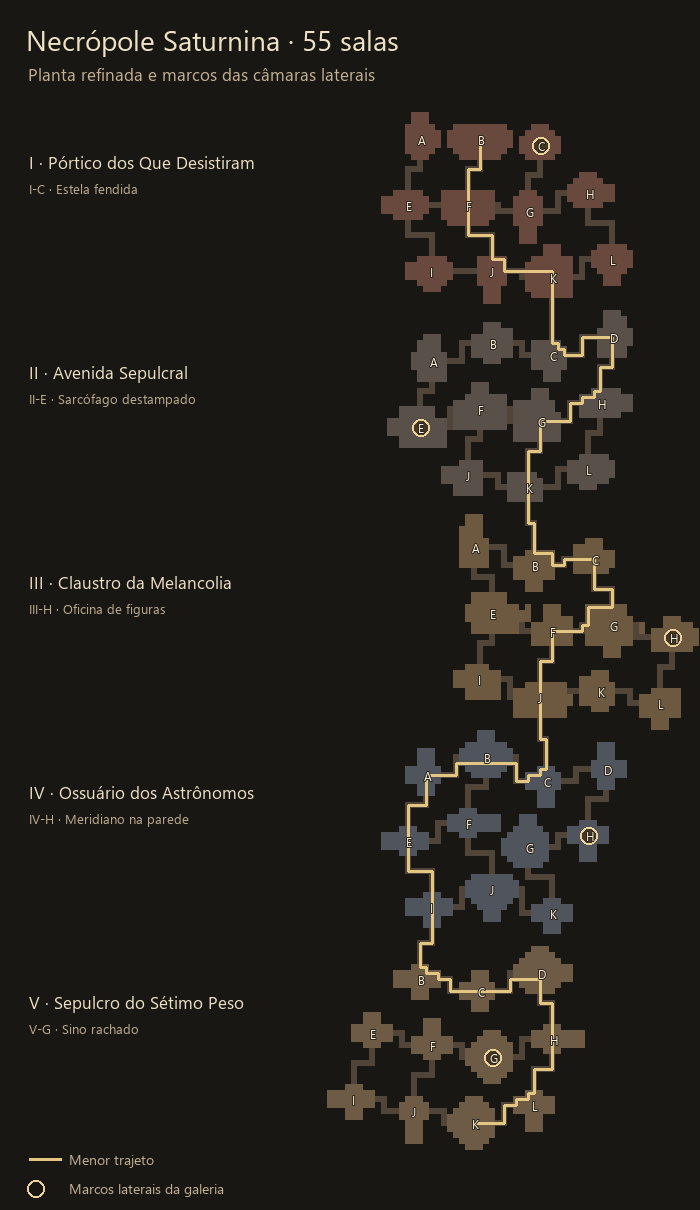 Necrópole Saturnina · 55 salas
Planta refinada e marcos das câmaras laterais
A B C
I · Pórtico dos Que Desistiram
I-C · Estela fendida
E F G H
I J K L
II · Avenida Sepulcral
II-E · Sarcófago destampado
A B C D
E F G H
J K L
III · Claustro da Melancolia
III-H · Oficina de figuras
A B C
E F G H
I J K L
IV · Ossuário dos Astrônomos
IV-H · Meridiano na parede
A B C D
E F G H
I J K
V · Sepulcro do Sétimo Peso
V-G · Sino rachado
B C D
E F G H
I J K L
Menor trajeto
Marcos laterais da galeria